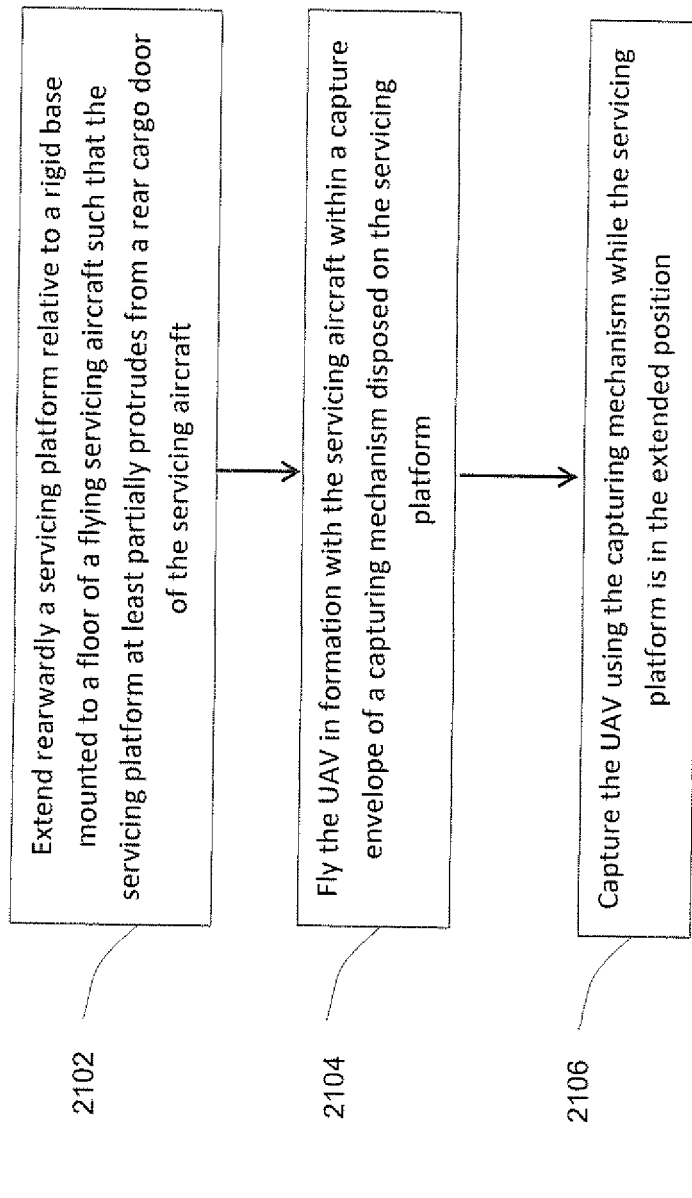 2102
Extend rearwardly a servicing platform relative to a rigid base
mounted to a floor of a flying servicing aircraft such that the
servicing platform at least partially protrudes from a rear cargo door
of the servicing aircraft
2104
Fly the UAV in formation with the servicing aircraft within a capture
envelope of a capturing mechanism disposed on the servicing
platform
2106
Capture the UAV using the capturing mechanism while the servicing
platform is in the extended position